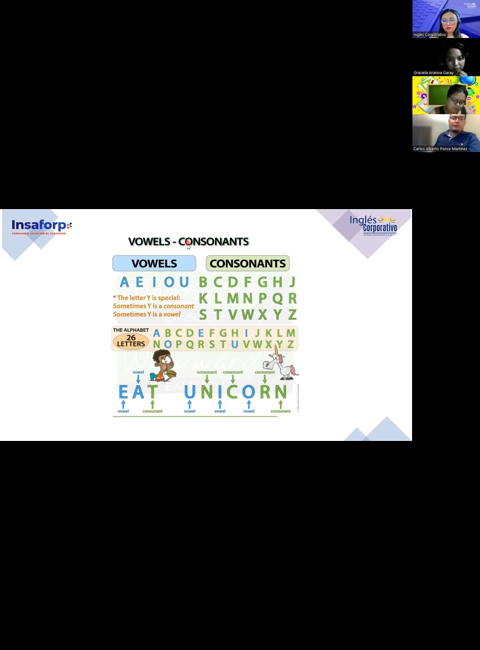 Inglés Corporativo
Graciela Arianna Garay
Carlos Alberto Ponce Martínez
Insaforp
Inglés
Corporativo
VOWELS - CONSONANTS
VOWELS
CONSONANTS
A E I O U
B C D F G H J
K L M N P Q R
S T V W X Y Z
* The letter Y is special:
Sometimes Y is a consonant
Sometimes Y is a vowel
THE ALPHABET
26
LETTERS
A B C D E F G H I J K L M
N O P Q R S T U V W X Y Z
vowel
consonant
consonant
consonant
EAT UNICORN
vowel
consonant
vowel
vowel
vowel
consonant